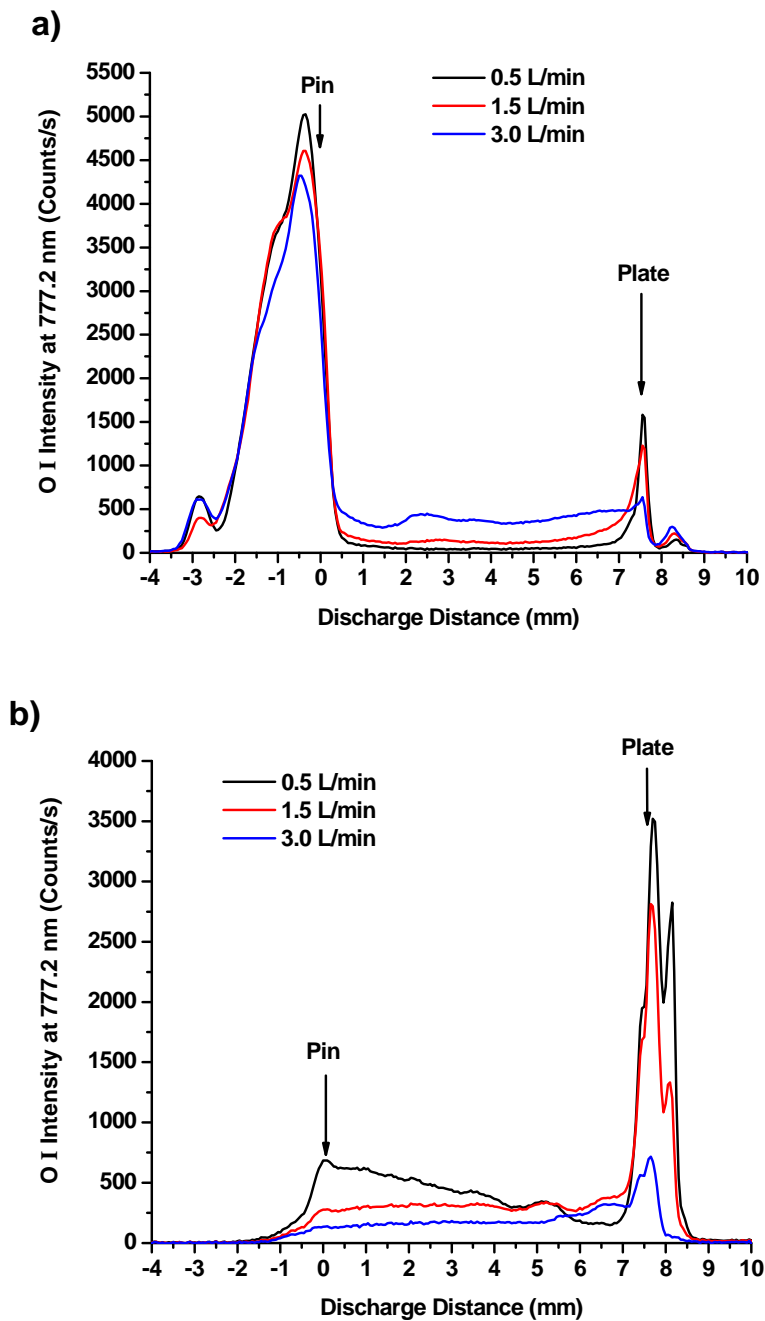 a)
Pin
0.5 L/min
1.5 L/min
3.0 L/min
Plate
O I Intensity at 777.2 nm (Counts/s)
5500
5000
4500
4000
3500
3000
2500
2000
1500
1000
500
0
-4 -3 -2 -1 0 1 2 3 4 5 6 7 8 9 10
Discharge Distance (mm)
b)
Plate
0.5 L/min
1.5 L/min
3.0 L/min
Pin
O I Intensity at 777.2 nm (Counts/s)
4000
3500
3000
2500
2000
1500
1000
500
0
-4 -3 -2 -1 0 1 2 3 4 5 6 7 8 9 10
Discharge Distance (mm)